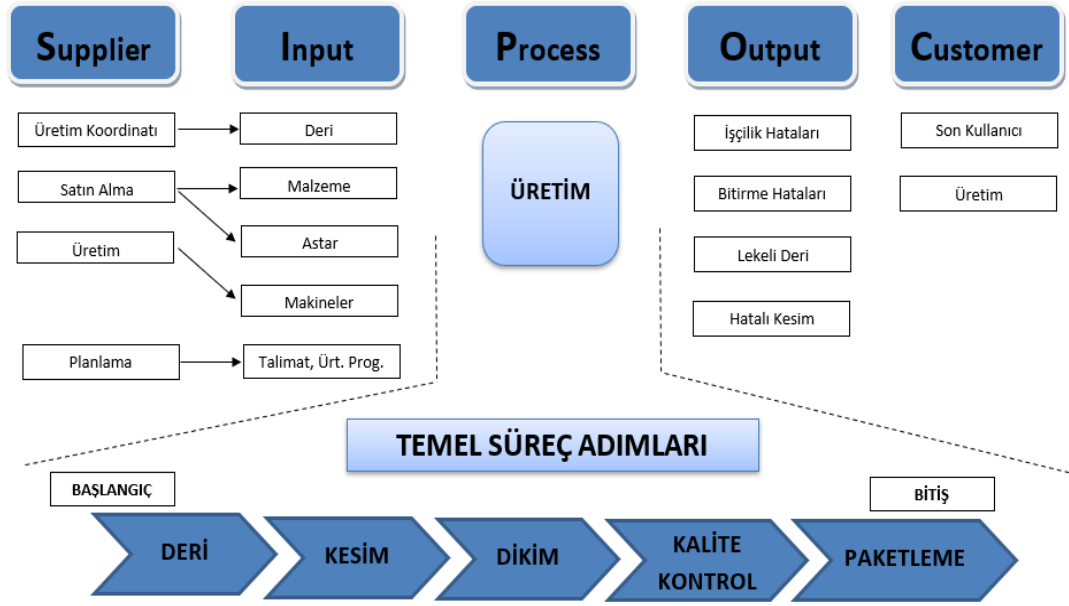 Supplier
Input
Process
Output
Customer
Üretim Koordinatı
Deri
İşçilik Hataları
Son Kullanıcı
Satın Alma
Malzeme
ÜRETİM
Bitirme Hataları
Üretim
Üretim
Astar
Lekeli Deri
Makineler
Hatalı Kesim
Planlama
Talimat, Ürt. Prog.
TEMEL SÜREÇ ADIMLARI
BAŞLANGIÇ
BİTİŞ
DERİ
KESİM
DİKİM
KALİTE
KONTROL
PAKETLEME